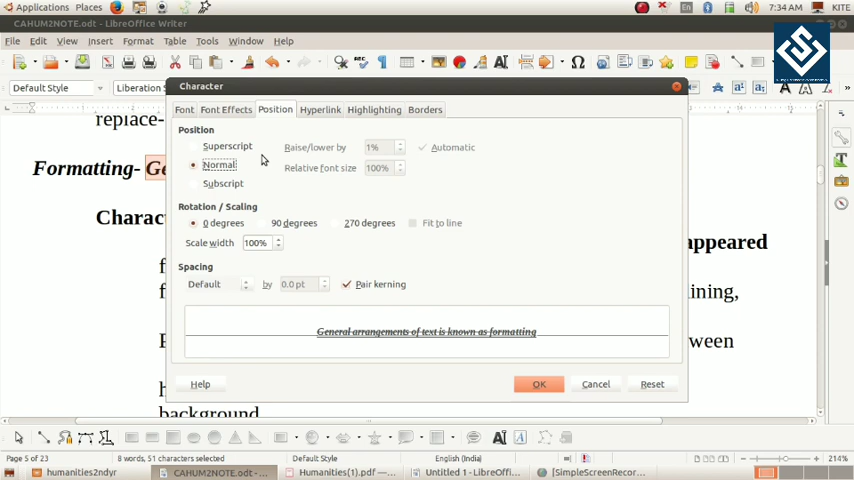 Applications Places En 7:34 AM KITE
CAHUM2NOTE.odt - LibreOffice Writer
File Edit View Insert Format Table Tools Window Help
Default Style Liberation S
Character
replace-
Formatting- Ge
Charac
appeared
f
f ining,
F ween
h
background
Font Font Effects Position Hyperlink Highlighting Borders
Position
Superscript Raise/lower by 1% Automatic
Normal Relative font size 100%
Subscript
Rotation / Scaling
0 degrees 90 degrees 270 degrees Fit to line
Scale width 100%
Spacing
Default by 0.0 pt Pair kerning
General arrangements of text is known as formatting
Help OK Cancel Reset
Page 5 of 23 8 words, 51 characters selected Default Style English (India) 214%
humanities2ndyr CAHUM2NOTE.odt -... Humanities(1).pdf —... Untitled 1 - LibreOffi... [SimpleScreenRecor...